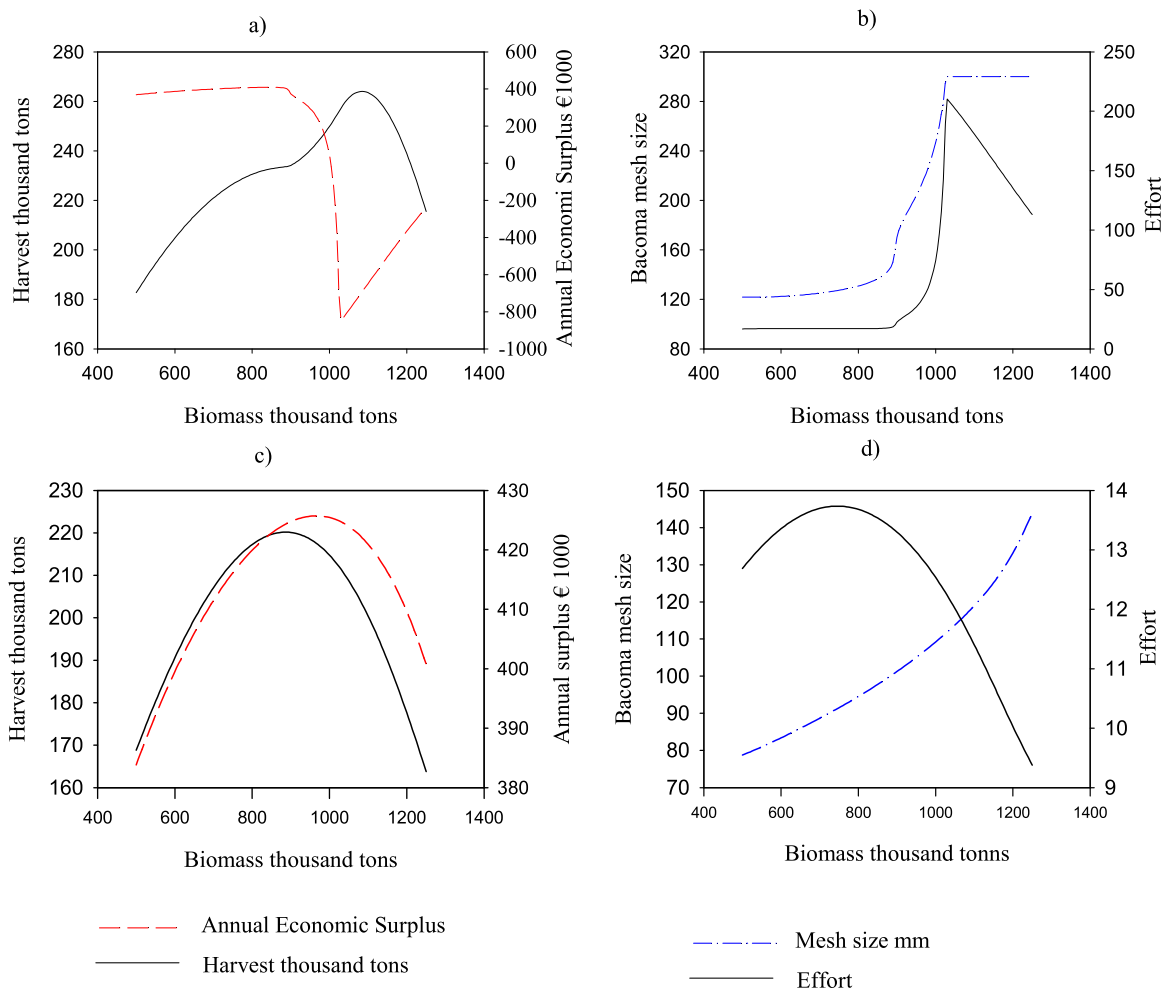 a)
280
260
240
220
200
180
160
Harvest thousand tons
600
400
200
0
-200
-400
-600
-800
-1000
Annual Economi Surplus €1000
400 600 800 1000 1200 1400
Biomass thousand tons
b)
320
280
240
200
160
120
80
Bacoma mesh size
250
200
150
100
50
0
Effort
400 600 800 1000 1200 1400
Biomass thousand tons
c)
230
220
210
200
190
180
170
160
Harvest thousand tons
430
420
410
400
390
380
Annual surplus € 1000
400 600 800 1000 1200 1400
Biomass thousand tons
d)
150
140
130
120
110
100
90
80
70
Bacoma mesh size
14
13
12
11
10
9
Effort
400 600 800 1000 1200 1400
Biomass thousand tonns
Annual Economic Surplus
Harvest thousand tons
Mesh size mm
Effort